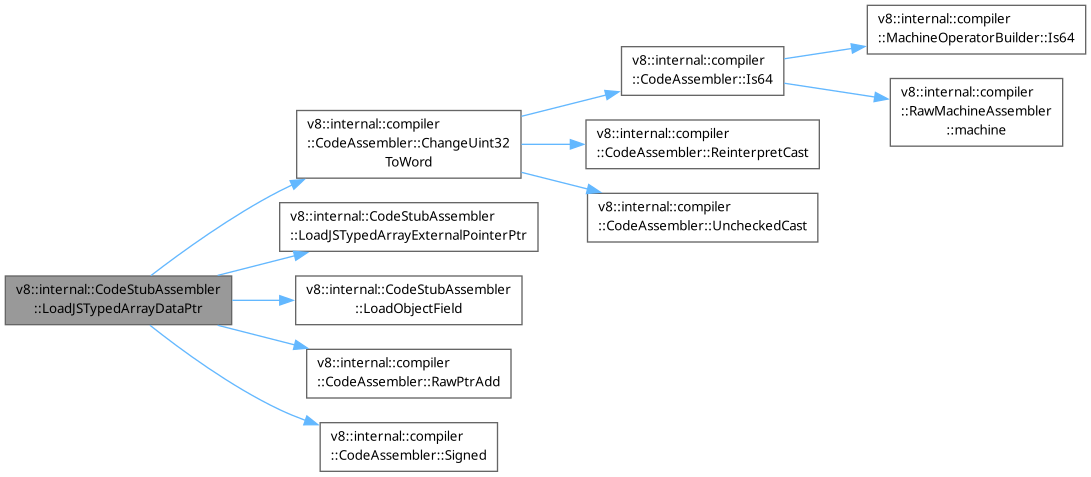 v8::internal::CodeStubAssembler
::LoadJSTypedArrayDataPtr
v8::internal::compiler
::CodeAssembler::ChangeUint32
ToWord
v8::internal::compiler
::CodeAssembler::Is64
v8::internal::compiler
::MachineOperatorBuilder::Is64
v8::internal::compiler
::RawMachineAssembler
::machine
v8::internal::compiler
::CodeAssembler::ReinterpretCast
v8::internal::compiler
::CodeAssembler::UncheckedCast
v8::internal::CodeStubAssembler
::LoadJSTypedArrayExternalPointerPtr
v8::internal::CodeStubAssembler
::LoadObjectField
v8::internal::compiler
::CodeAssembler::RawPtrAdd
v8::internal::compiler
::CodeAssembler::Signed